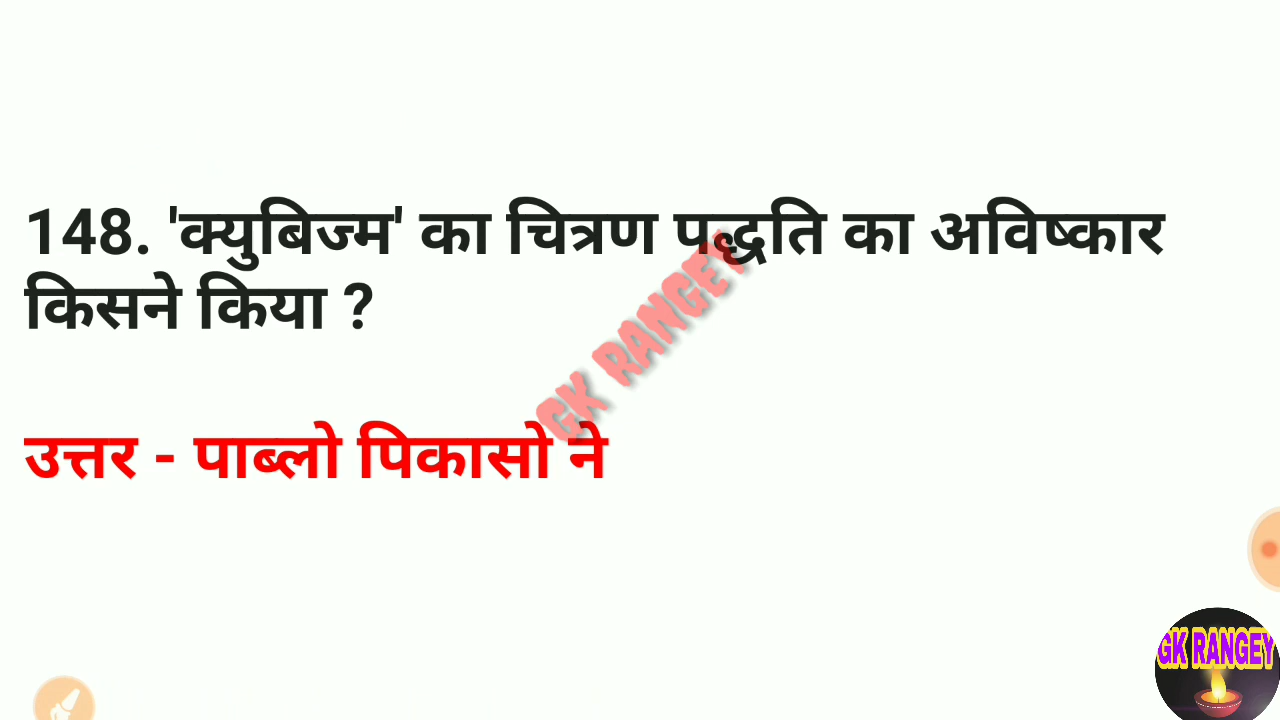 148. 'क्युबिज्म' का चित्रण पद्धति का अविष्कार
किसने किया ?
GK RANGEY
उत्तर - पाब्लो पिकासो ने
GK RANGEY